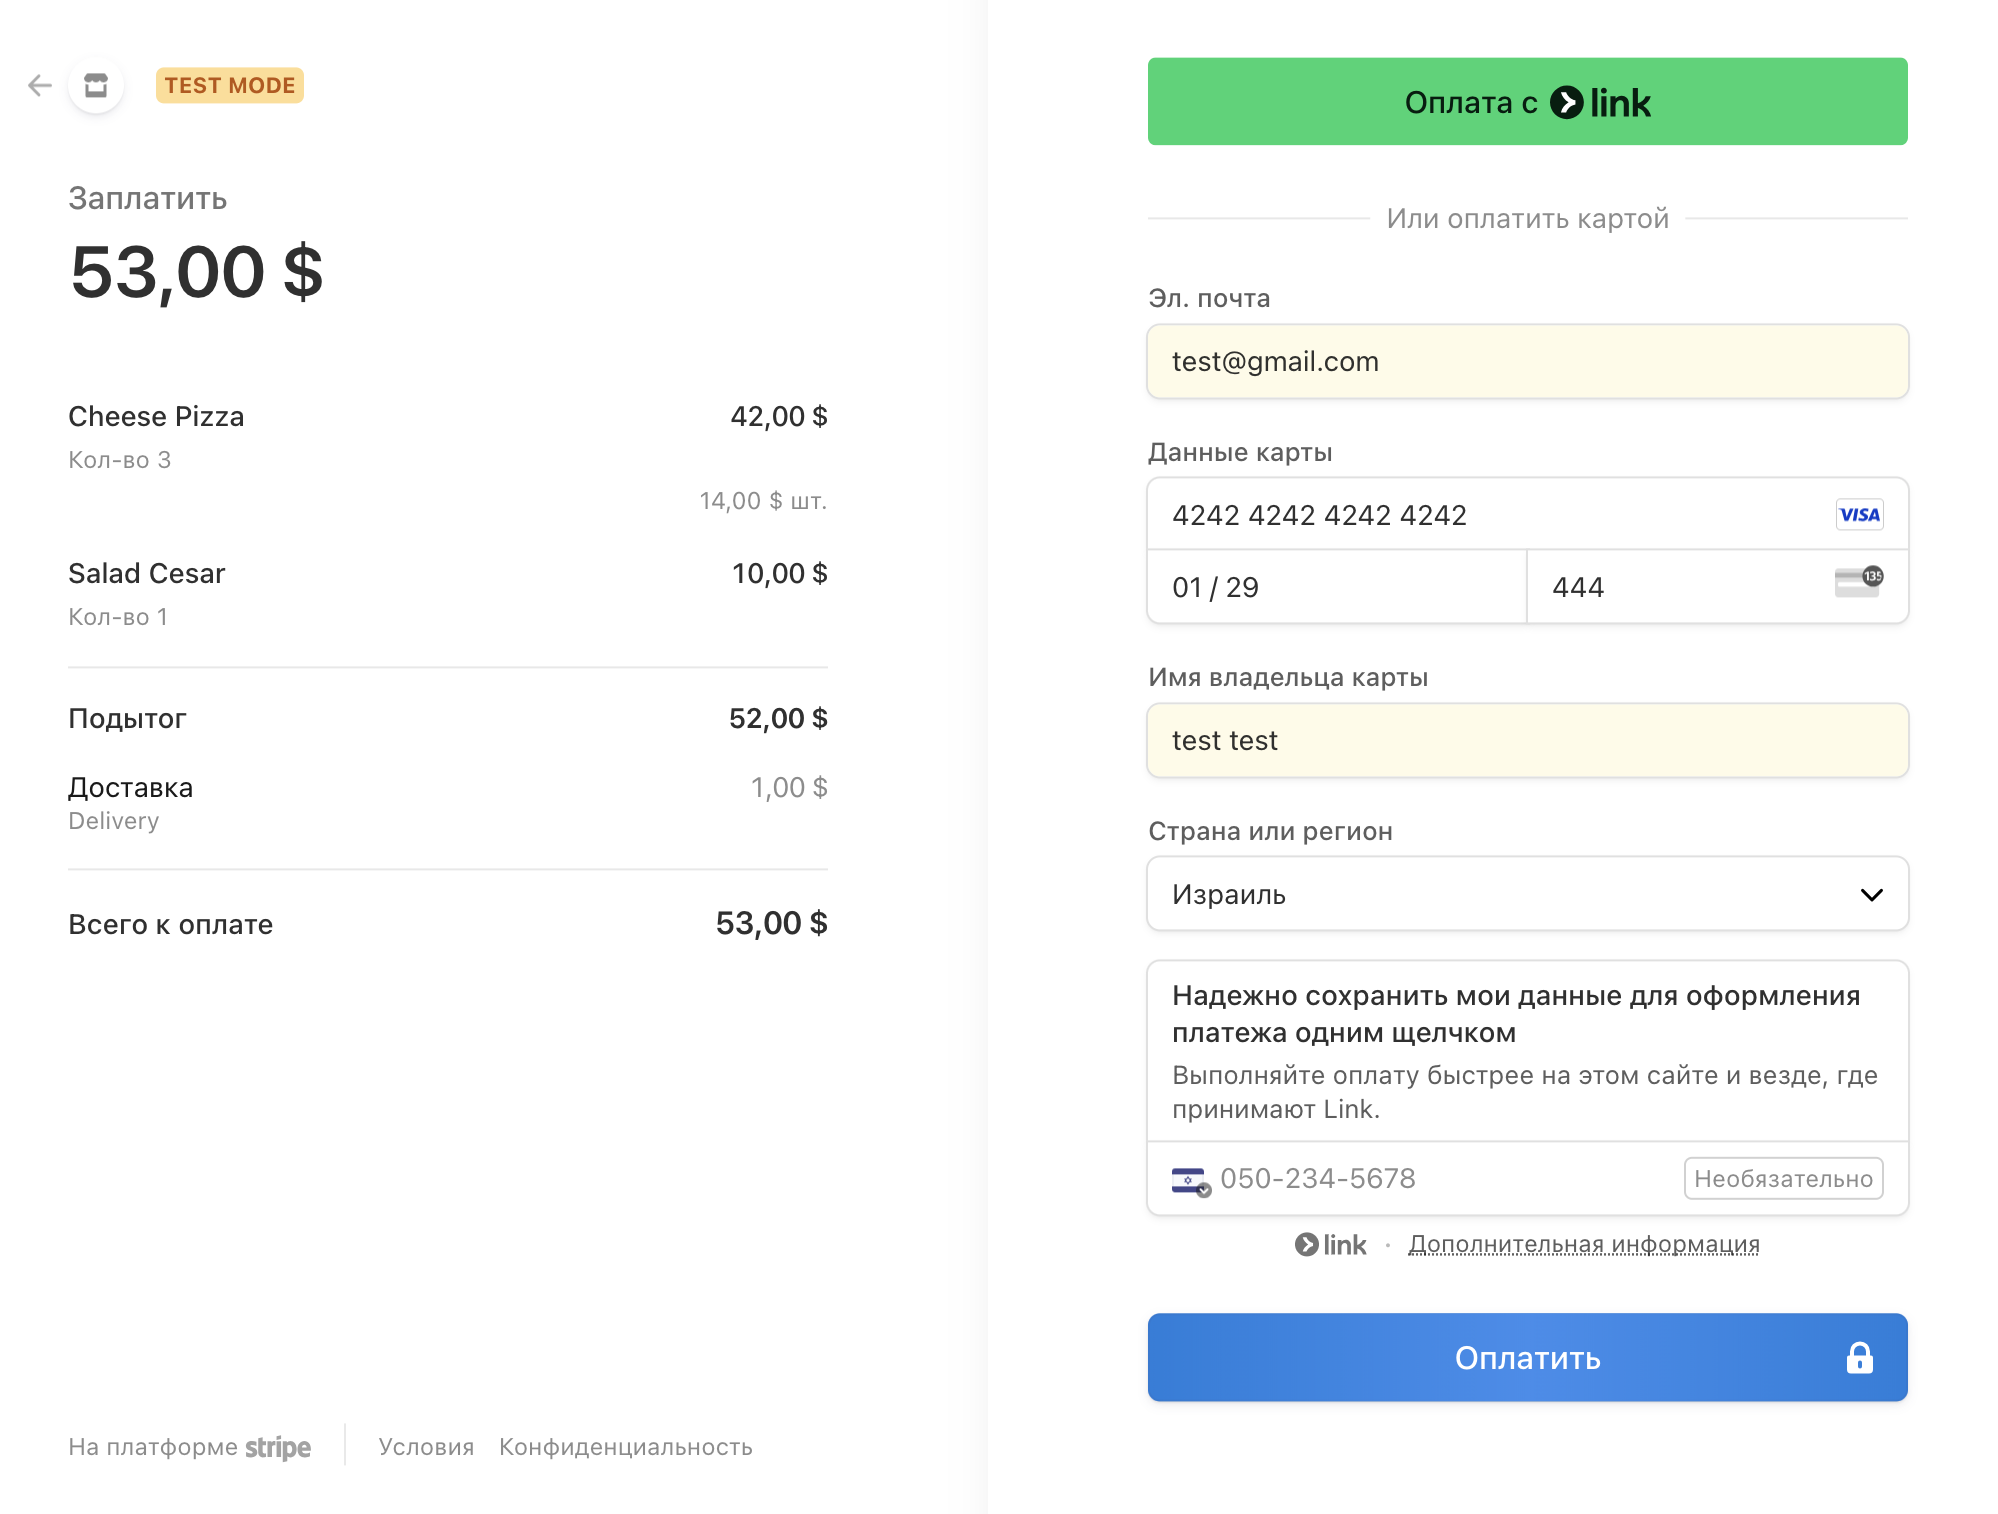 TEST MODE
Заплатить
53,00 $
Cheese Pizza
42,00 $
Кол-во 3
14,00 $ шт.
Salad Cesar
10,00 $
Кол-во 1
Подытог
52,00 $
Доставка
1,00 $
Delivery
Всего к оплате
53,00 $
На платформе stripe
Условия
Конфиденциальность
Оплата с link
Или оплатить картой
Эл. почта
test@gmail.com
Данные карты
4242 4242 4242 4242
VISA
01 / 29
444
135
Имя владельца карты
test test
Страна или регион
Израиль
Надежно сохранить мои данные для оформления
платежа одним щелчком
Выполняйте оплату быстрее на этом сайте и везде, где
принимают Link.
050-234-5678
Необязательно
link · Дополнительная информация
Оплатить